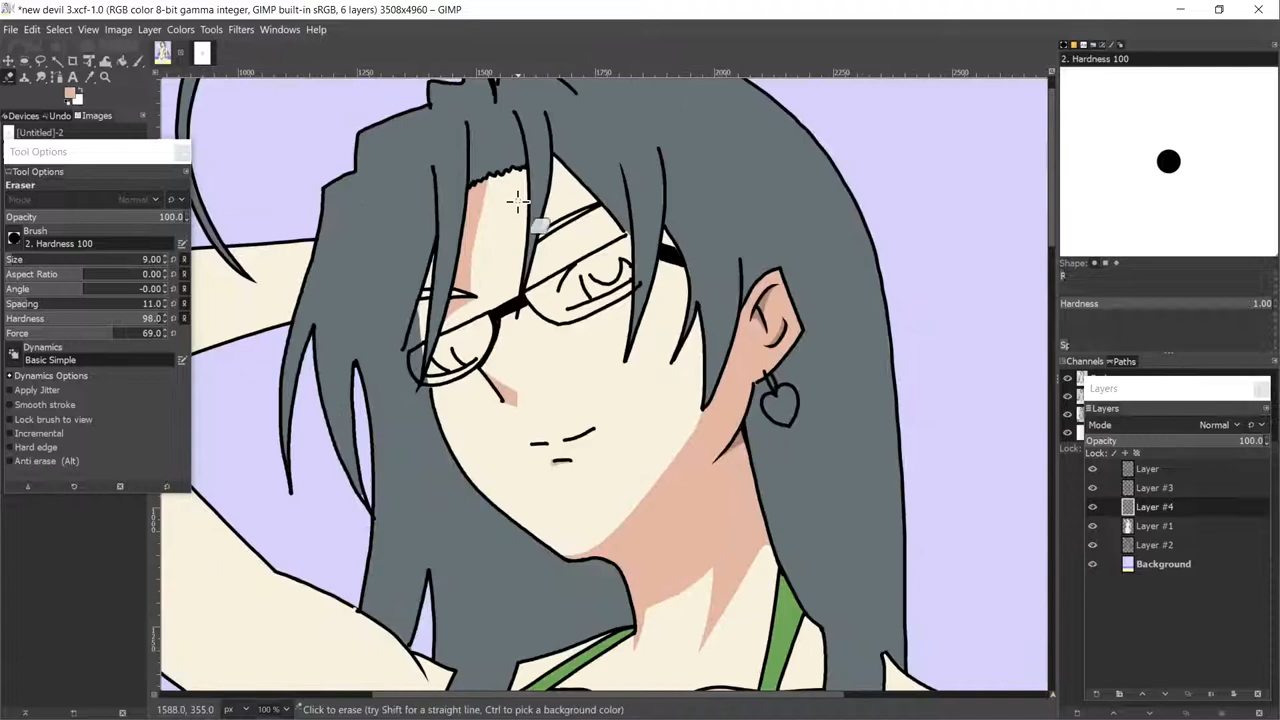 *new devil 3.xcf-1.0 (RGB color 8-bit gamma integer, GIMP built-in sRGB, 6 layers) 3508x4960 – GIMP
File Edit Select View Image Layer Colors Tools Filters Windows Help
1000 1250 1500 1750 2000 2250 2500
Devices Undo Images
[Untitled]-2
Tool Options
Tool Options
Eraser
Mode Normal
Opacity 100.0
Brush
2. Hardness 100
Size 9.00
Aspect Ratio 0.00
Angle -0.00
Spacing 11.0
Hardness 98.0
Force 69.0
Dynamics
Basic Simple
Dynamics Options
Apply Jitter
Smooth stroke
Lock brush to view
Incremental
Hard edge
Anti erase (Alt)
2. Hardness 100
Shape:
Hardness 1.00
Channels Paths
Layers
Layers
Mode Normal
Opacity 100.0
Lock:
Layer
Layer #3
Layer #4
Layer #1
Layer #2
Background
Lock:
1588.0, 355.0 px 100 % Click to erase (try Shift for a straight line, Ctrl to pick a background color)